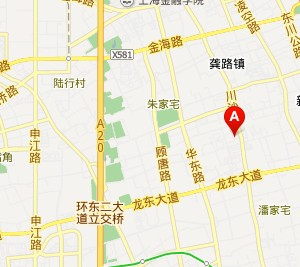 上海金融学院
凌空路
东川公路
金海路
X581
龚路镇
陆行村
川沙
朱家宅
A
桥路
申江路
A20
顾唐路
华东路
龙东大道
环东二大
道立交桥
龙东大道
潘家宅
申江路